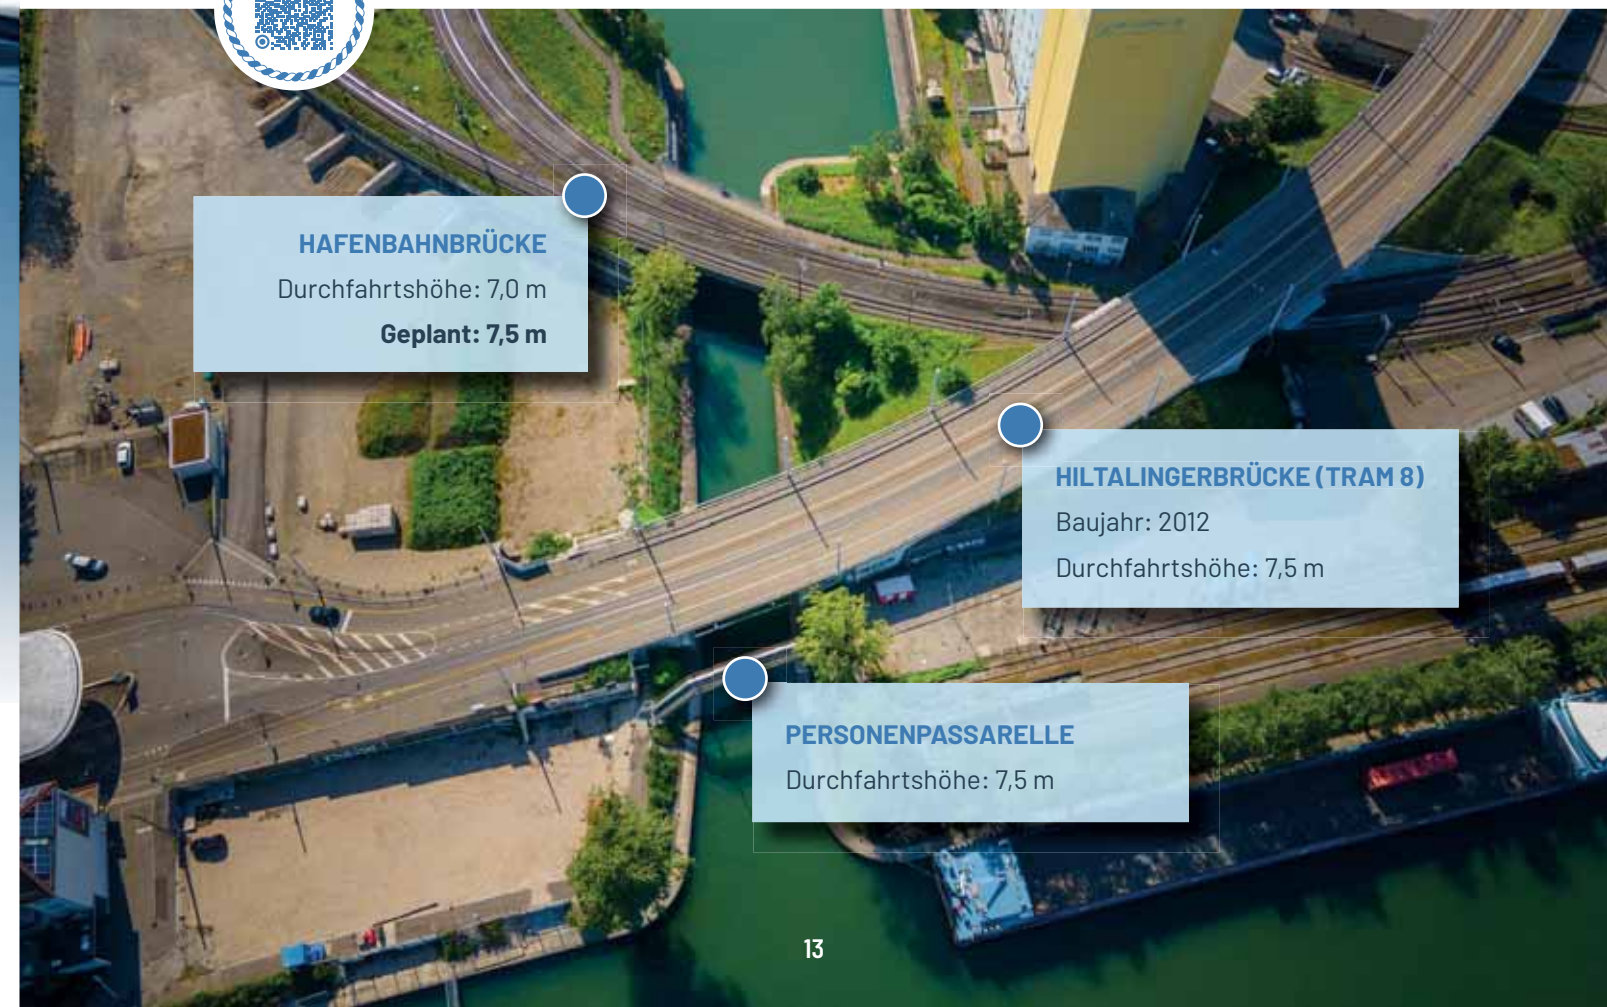 HAFENBAHNBRÜCKE
Durchfahrtshöhe: 7,0 m
Geplant: 7,5 m
HILTALINGERBRÜCKE (TRAM 8)
Baujahr: 2012
Durchfahrtshöhe: 7,5 m
PERSONENPASSARELLE
Durchfahrtshöhe: 7,5 m
13